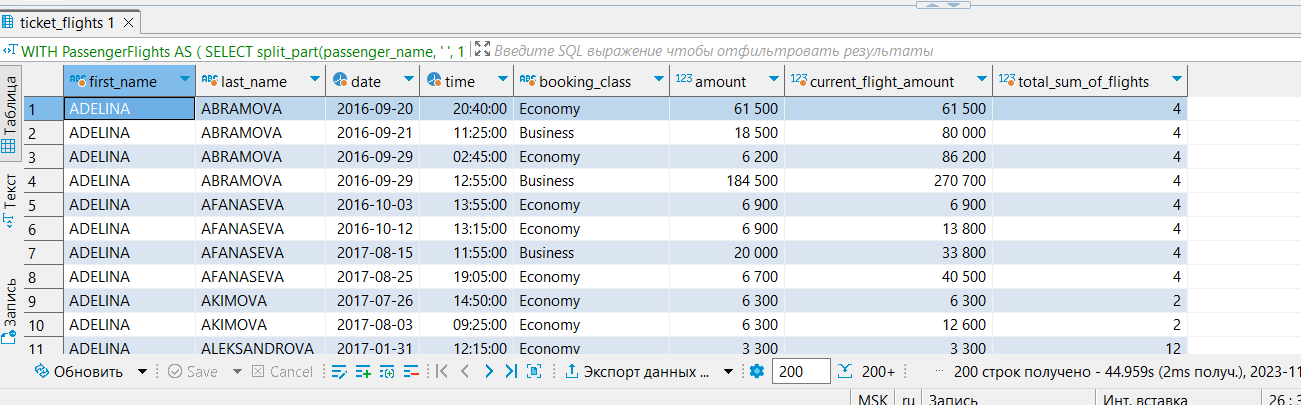 ticket_flights 1
WITH PassengerFlights AS ( SELECT split_part(passenger_name, ' ', 1 Введите SQL выражение чтобы отфильтровать результаты
Таблица
Текст
Запись
ABC first_name ABC last_name date time ABC booking_class 123 amount 123 current_flight_amount 123 total_sum_of_flights
1 ADELINA ABRAMOVA 2016-09-20 20:40:00 Economy 61 500 61 500 4
2 ADELINA ABRAMOVA 2016-09-21 11:25:00 Business 18 500 80 000 4
3 ADELINA ABRAMOVA 2016-09-29 02:45:00 Economy 6 200 86 200 4
4 ADELINA ABRAMOVA 2016-09-29 12:55:00 Business 184 500 270 700 4
5 ADELINA AFANASEVA 2016-10-03 13:55:00 Economy 6 900 6 900 4
6 ADELINA AFANASEVA 2016-10-12 13:15:00 Economy 6 900 13 800 4
7 ADELINA AFANASEVA 2017-08-15 11:55:00 Business 20 000 33 800 4
8 ADELINA AFANASEVA 2017-08-25 19:05:00 Economy 6 700 40 500 4
9 ADELINA AKIMOVA 2017-07-26 14:50:00 Economy 6 300 6 300 2
10 ADELINA AKIMOVA 2017-08-03 09:25:00 Economy 6 300 12 600 2
11 ADELINA ALEKSANDROVA 2017-01-31 12:15:00 Economy 3 300 3 300 12
Обновить Save Cancel Экспорт данных ... 200 200+ ... 200 строк получено - 44.959s (2ms получ.), 2023-11
MSK ru Запись Инт. вставка 26 : 3